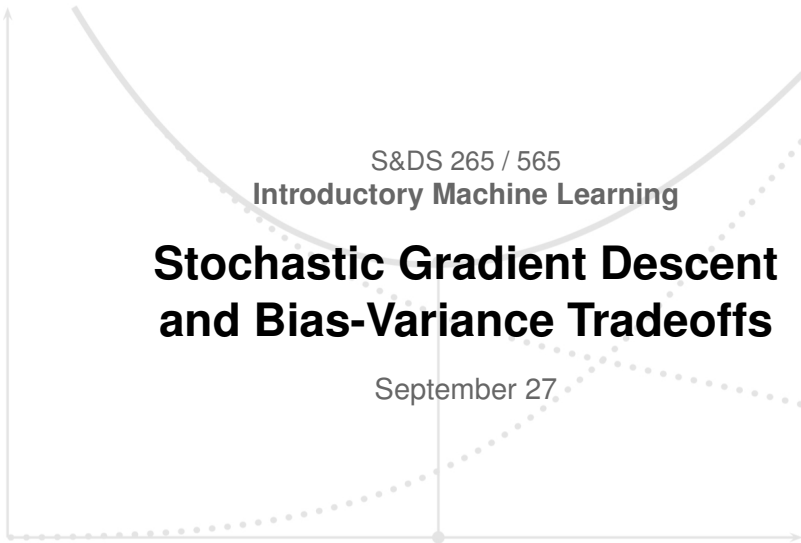 S&DS 265 / 565
Introductory Machine Learning
Stochastic Gradient Descent
and Bias-Variance Tradeoffs
September 27